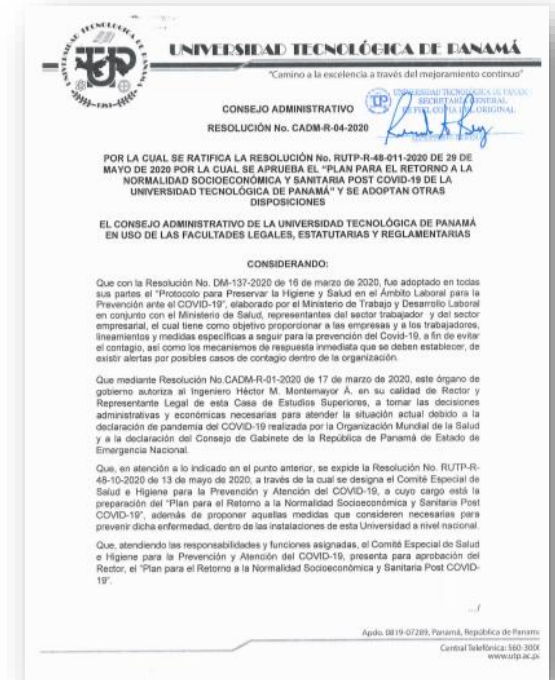 UNIVERSIDAD TECNOLÓGICA DE PANAMÁ
"Camino a la excelencia a través del mejoramiento continuo"
UNIVERSIDAD TECNOLÓGICA DE PANAMÁ
SECRETARÍA GENERAL
ES FIEL COPIA DEL ORIGINAL
CONSEJO ADMINISTRATIVO
RESOLUCIÓN No. CADM-R-04-2020
POR LA CUAL SE RATIFICA LA RESOLUCIÓN No. RUTP-R-48-011-2020 DE 29 DE
MAYO DE 2020 POR LA CUAL SE APRUEBA EL "PLAN PARA EL RETORNO A LA
NORMALIDAD SOCIOECONÓMICA Y SANITARIA POST COVID-19 DE LA
UNIVERSIDAD TECNOLÓGICA DE PANAMÁ" Y SE ADOPTAN OTRAS
DISPOSICIONES
EL CONSEJO ADMINISTRATIVO DE LA UNIVERSIDAD TECNOLÓGICA DE PANAMÁ
EN USO DE LAS FACULTADES LEGALES, ESTATUTARIAS Y REGLAMENTARIAS
CONSIDERANDO:
Que con la Resolución No. DM-137-2020 de 16 de marzo de 2020, fue adoptado en todas
sus partes el "Protocolo para Preservar la Higiene y Salud en el Ámbito Laboral para la
Prevención ante el COVID-19", elaborado por el Ministerio de Trabajo y Desarrollo Laboral
en conjunto con el Ministerio de Salud, representantes del sector trabajador y del sector
empresarial, el cual tiene como objetivo proporcionar a las empresas y a los trabajadores,
lineamientos y medidas específicas a seguir para la prevención del Covid-19, a fin de evitar
el contagio, así como los mecanismos de respuesta inmediata que se deben establecer, de
existir alertas por posibles casos de contagio dentro de la organización.
Que mediante Resolución No.CADM-R-01-2020 de 17 de marzo de 2020, este órgano de
gobierno autoriza al Ingeniero Héctor M. Montemayor Á. en su calidad de Rector y
Representante Legal de esta Casa de Estudios Superiores, a tomar las decisiones
administrativas y económicas necesarias para atender la situación actual debido a la
declaración de pandemia del COVID-19 realizada por la Organización Mundial de la Salud
y a la declaración del Consejo de Gabinete de la República de Panamá de Estado de
Emergencia Nacional.
Que, en atención a lo indicado en el punto anterior, se expide la Resolución No. RUTP-R-
48-10-2020 de 13 de mayo de 2020, a través de la cual se designa el Comité Especial de
Salud e Higiene para la Prevención y Atención del COVID-19, a cuyo cargo está la
preparación del "Plan para el Retorno a la Normalidad Socioeconómica y Sanitaria Post
COVID-19", además de proponer aquellas medidas que consideren necesarias para
prevenir dicha enfermedad, dentro de las instalaciones de esta Universidad a nivel nacional.
Que, atendiendo las responsabilidades y funciones asignadas, el Comité Especial de Salud
e Higiene para la Prevención y Atención del COVID-19, presenta para aprobación del
Rector, el "Plan para el Retorno a la Normalidad Socioeconómica y Sanitaria Post COVID-
19".
.../
Apdo. 0819-07289, Panamá, República de Panamá
Central Telefónica: 560-300
www.utp.ac.p